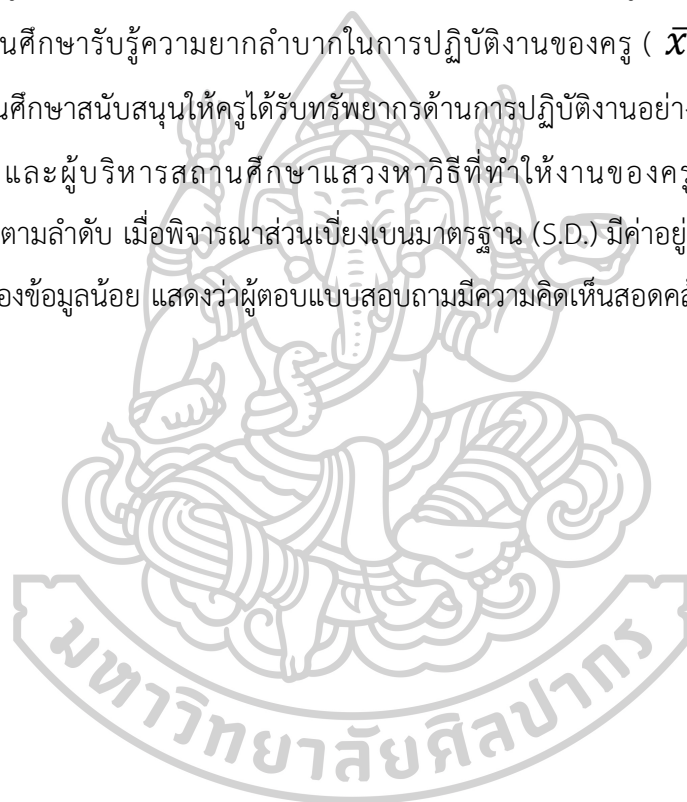 นศึกษารับรู้ความยากลำบากในการปฏิบัติงานของครู ( x̄
นศึกษาสนับสนุนให้ครูได้รับทรัพยากรด้านการปฏิบัติงานอย่าง
และผู้บริหารสถานศึกษาแสวงหาวิธีที่ทำให้งานของครู
ตามลำดับ เมื่อพิจารณาส่วนเบี่ยงเบนมาตรฐาน (S.D.) มีค่าอยู่
องข้อมูลน้อย แสดงว่าผู้ตอบแบบสอบถามมีความคิดเห็นสอดคล้
มหาวิทยาลัยศิลปากร